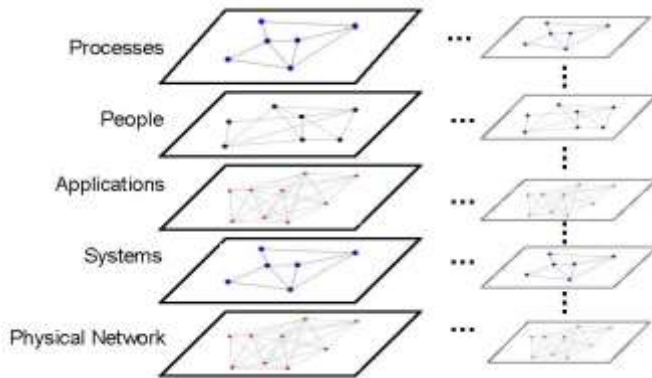 Processes
People
Applications
Systems
Physical Network